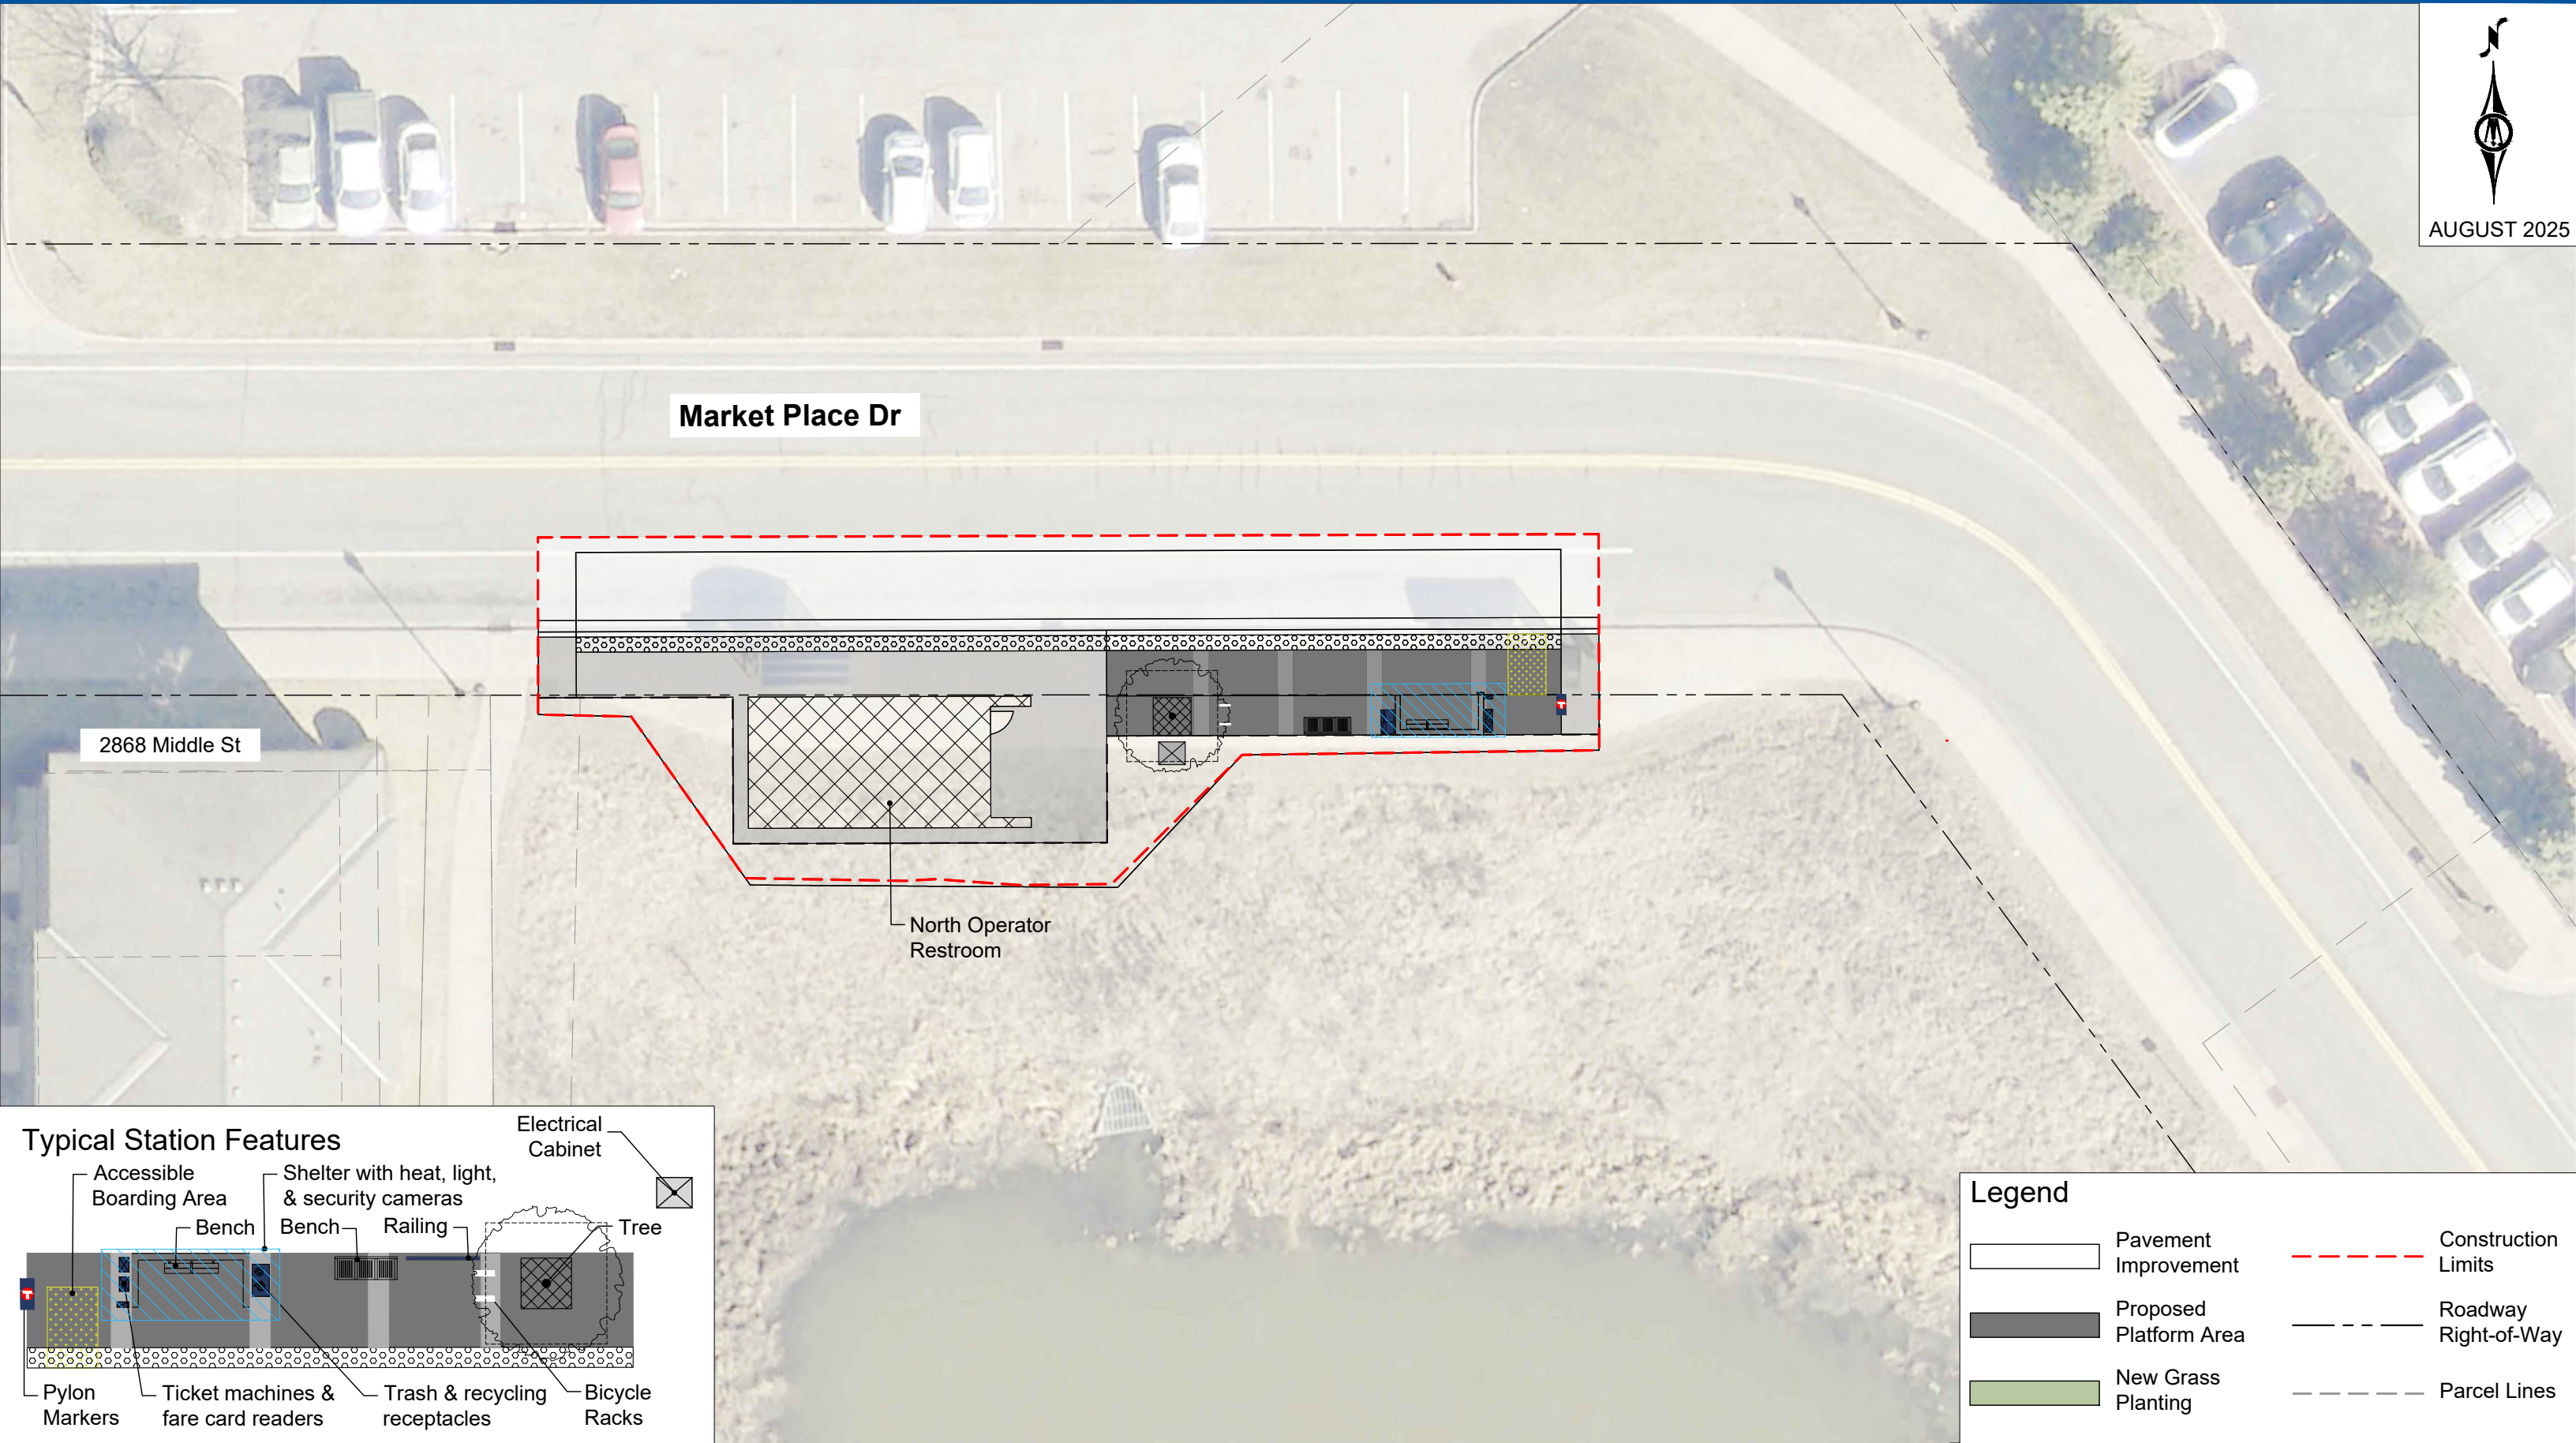 N
AUGUST 2025
Market Place Dr
2868 Middle St
North Operator
Restroom
Typical Station Features
Electrical
Cabinet
Accessible
Boarding Area
Shelter with heat, light,
& security cameras
Bench
Bench
Railing
Tree
Pylon
Markers
Ticket machines &
fare card readers
Trash & recycling
receptacles
Bicycle
Racks
Legend
Pavement
Improvement
Construction
Limits
Proposed
Platform Area
Roadway
Right-of-Way
New Grass
Planting
Parcel Lines